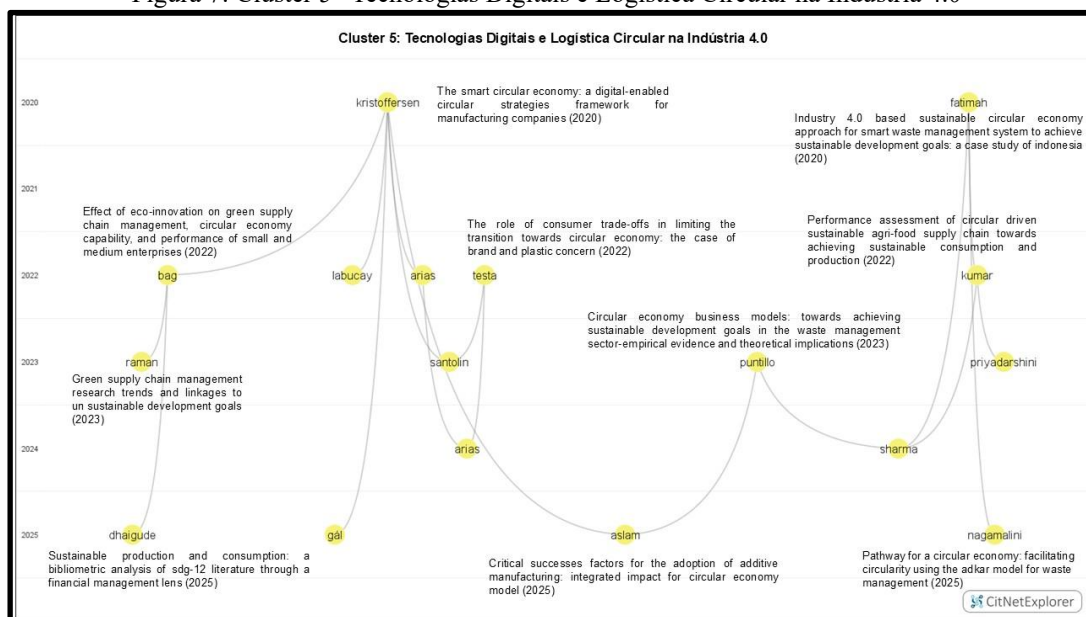 Figura 7: Cluster 5 - Tecnologias Digitais e Logística Circular na Indústria 4.0
Cluster 5: Tecnologias Digitais e Logística Circular na Indústria 4.0
2020
kristoffersen
The smart circular economy: a
digital-enabled
circular strategies framework for
manufacturing companies (2020)
fatimah
Industry 4.0 based sustainable circular economy
approach for smart waste management system to achieve
sustainable development goals: a case study of indonesia
(2020)
2021
Effect of eco-innovation on green supply
chain management, circular economy
capability, and performance of small and
medium enterprises (2022)
The role of consumer trade-offs in limiting the
transition towards circular economy: the case of
brand and plastic concern (2022)
Performance assessment of circular driven
sustainable agri-food supply chain towards
achieving sustainable consumption and
production (2022)
2022
bag
labucay
arias
testa
kumar
Circular economy business models: towards achieving
sustainable development goals in the waste management
sector-empirical evidence and theoretical implications (2023)
2023
raman
santolin
puntillo
priyadarshini
Green supply chain management
research trends and linkages to
un sustainable development goals
(2023)
2024
arias
sharma
2025
dhaigude
gál
aslam
nagamalini
Sustainable production and consumption: a
bibliometric analysis of sdg-12 literature through a
financial management lens (2025)
Critical successes factors for the adoption of additive
manufacturing: integrated impact for circular economy
model (2025)
Pathway for a circular economy: facilitating
circularity using the adkar model for waste
management (2025)
CitNetExplorer